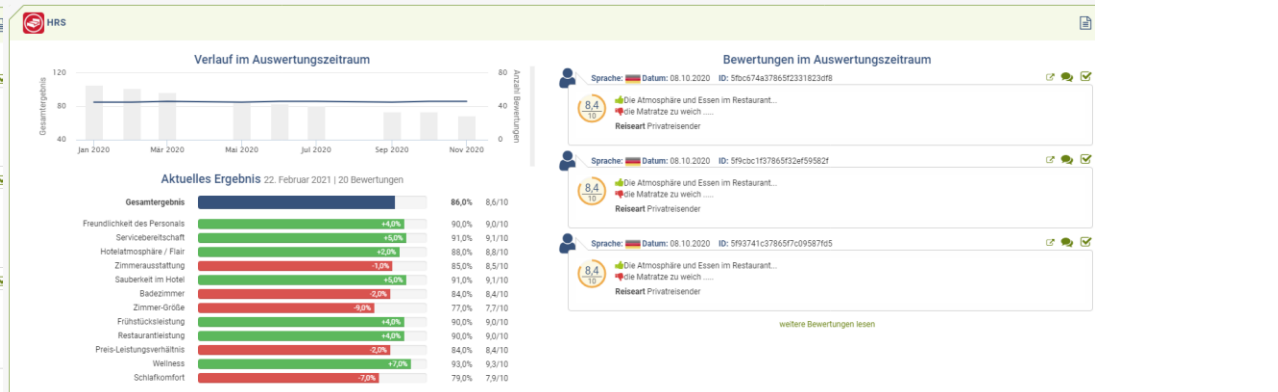 HRS
Verlauf im Auswertungszeitraum
Gesamtergebnis
120
80
40
80
40
0
Anzahl Bewertungen
Jan 2020 Mär 2020 Mai 2020 Jul 2020 Sep 2020 Nov 2020
Aktuelles Ergebnis 22. Februar 2021 | 20 Bewertungen
Gesamtergebnis 86,0% 8,6/10
Freundlichkeit des Personals +4,0% 90,0% 9,0/10
Servicebereitschaft +5,0% 91,0% 9,1/10
Hotelatmosphäre / Flair +2,0% 88,0% 8,8/10
Zimmerausstattung -1,0% 85,0% 8,5/10
Sauberkeit im Hotel +5,0% 91,0% 9,1/10
Badezimmer -2,0% 84,0% 8,4/10
Zimmer-Größe -9,0% 77,0% 7,7/10
Frühstücksleistung +4,0% 90,0% 9,0/10
Restaurantleistung +4,0% 90,0% 9,0/10
Preis-Leistungsverhältnis -2,0% 84,0% 8,4/10
Wellness +7,0% 93,0% 9,3/10
Schlafkomfort -7,0% 79,0% 7,9/10
Bewertungen im Auswertungszeitraum
Sprache: Datum: 08.10.2020 ID: 5fbc674a37865f2331823df8
8,4
10
Die Atmosphäre und Essen im Restaurant...
die Matratze zu weich .....
Reiseart Privatreisender
Sprache: Datum: 08.10.2020 ID: 5f9cbc1f37865f32ef59582f
8,4
10
Die Atmosphäre und Essen im Restaurant...
die Matratze zu weich .....
Reiseart Privatreisender
Sprache: Datum: 08.10.2020 ID: 5f93741c37865f7c09587fd5
8,4
10
Die Atmosphäre und Essen im Restaurant...
die Matratze zu weich .....
Reiseart Privatreisender
weitere Bewertungen lesen